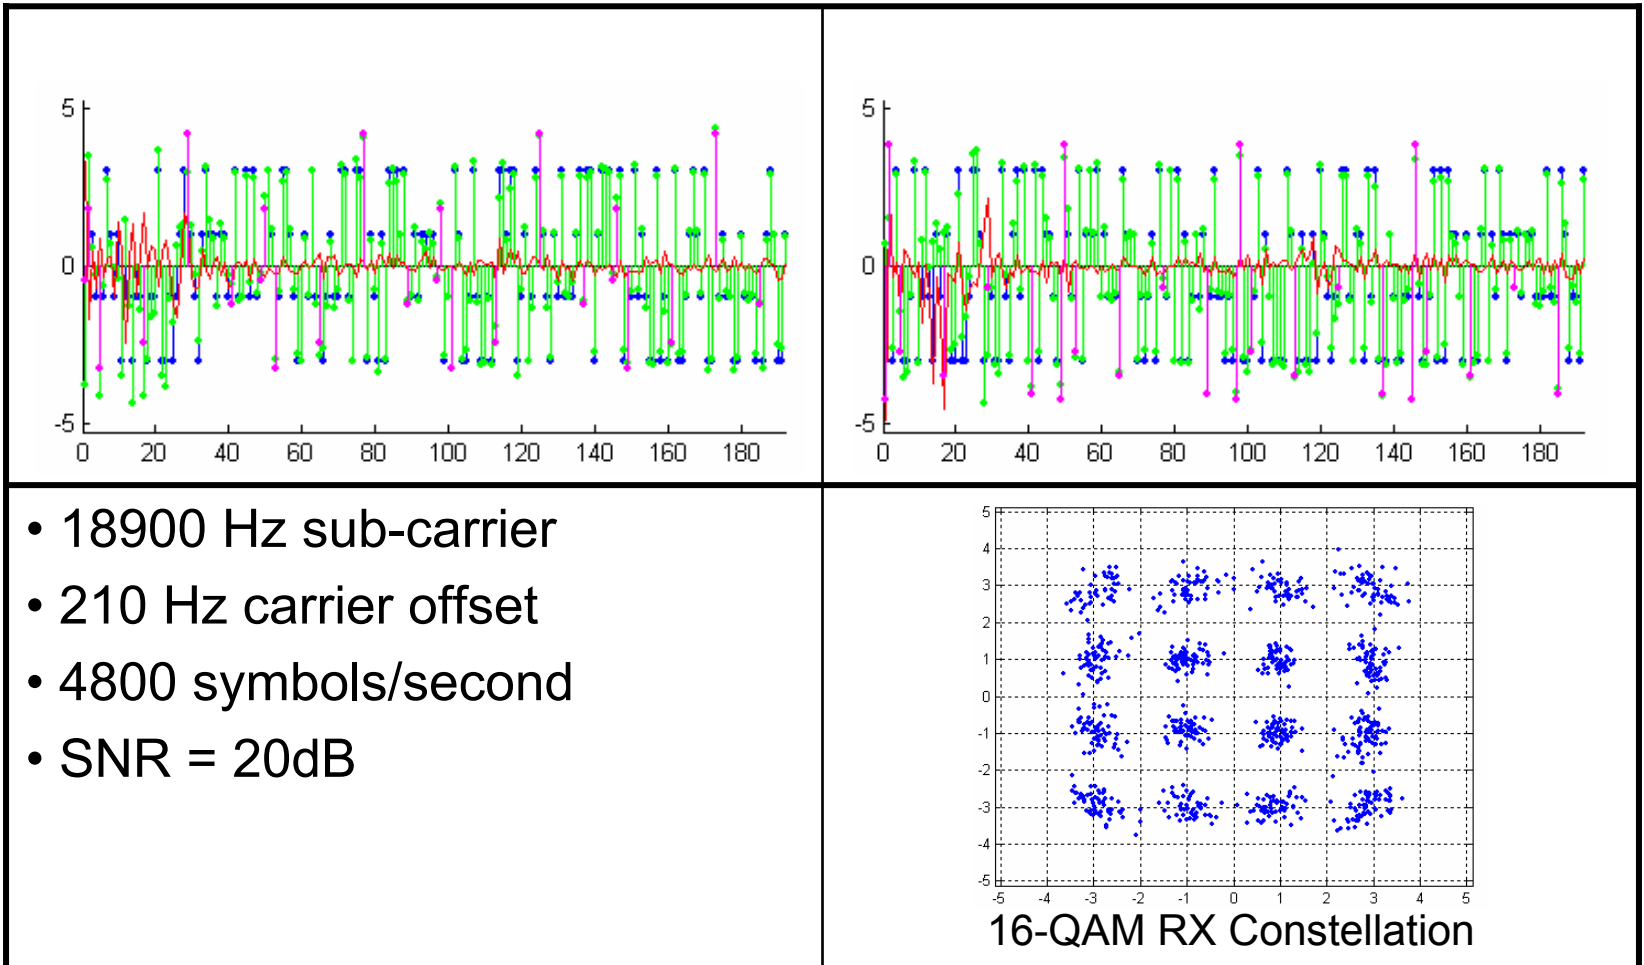 5
0
-5
0 20 40 60 80 100 120 140 160 180
5
0
-5
0 20 40 60 80 100 120 140 160 180
• 18900 Hz sub-carrier
• 210 Hz carrier offset
• 4800 symbols/second
• SNR = 20dB
5
4
3
2
1
0
-1
-2
-3
-4
-5
-5 -4 -3 -2 -1 0 1 2 3 4 5
16-QAM RX Constellation